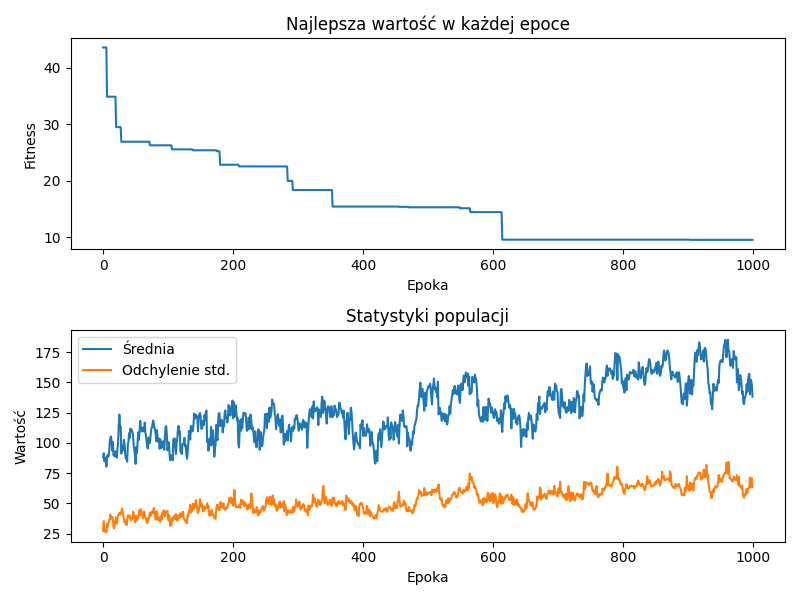 Najlepsza wartość w każdej epoce
Fitness
40
30
20
10
0 200 400 600 800 1000
Epoka
Statystyki populacji
Wartość
175
150
125
100
75
50
25
Średnia
Odchylenie std.
0 200 400 600 800 1000
Epoka